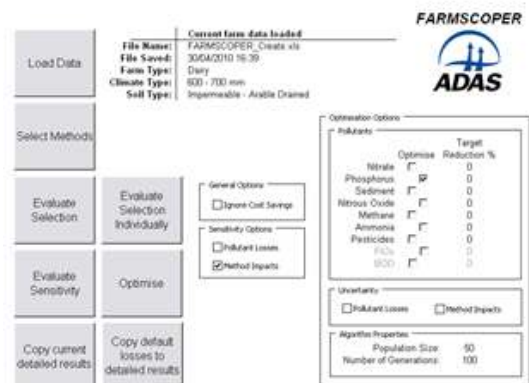 FARMSCOPER
ADAS
Current farm data loaded
File Name: FARMSCOPER_Create.xls
File Saved: 30/04/2010 16:39
Farm Type: Dairy
Climate Type: 600 - 700 mm
Soil Type: Impermeable - Arable Drained
Load Data
Select Methods
Evaluate
Selection
Evaluate
Selection
Individually
Evaluate
Sensitivity
Optimise
Copy current
detailed results
Copy default
losses to
detailed results
General Options
Ignore Cost Savings
Sensitivity Options
Pollutant Losses
Method Impacts
Optimisation Options
Pollutants
Target
Optimise Reduction %
Nitrate 0
Phosphorus 0
Sediment 0
Nitrous Oxide 0
Methane 0
Ammonia 0
Pesticides 0
FIOs 0
BOD 0
Uncertainty
Pollutant Losses Method Impacts
Algorithm Properties
Population Size: 50
Number of Generations: 100